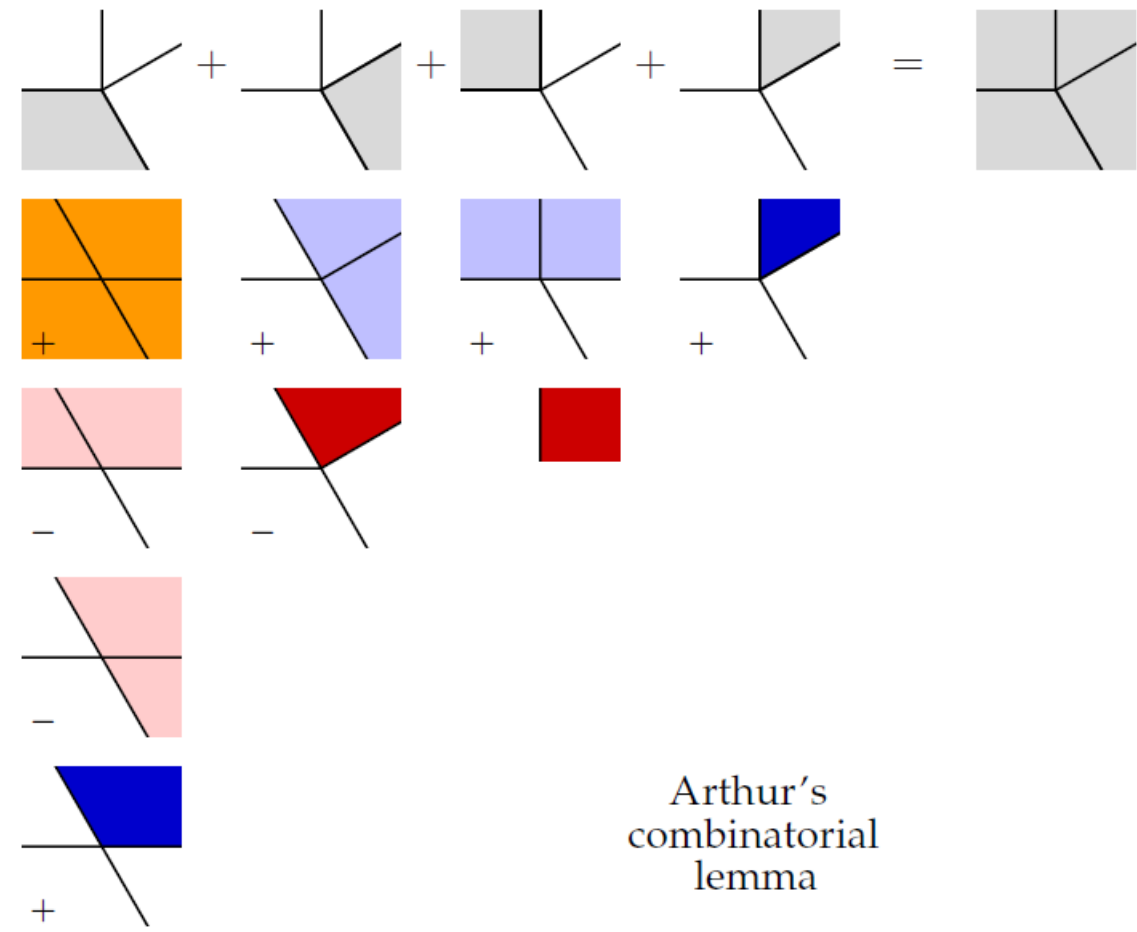 + + + =
+ + + +
− −
−
+
Arthur's
combinatorial
lemma